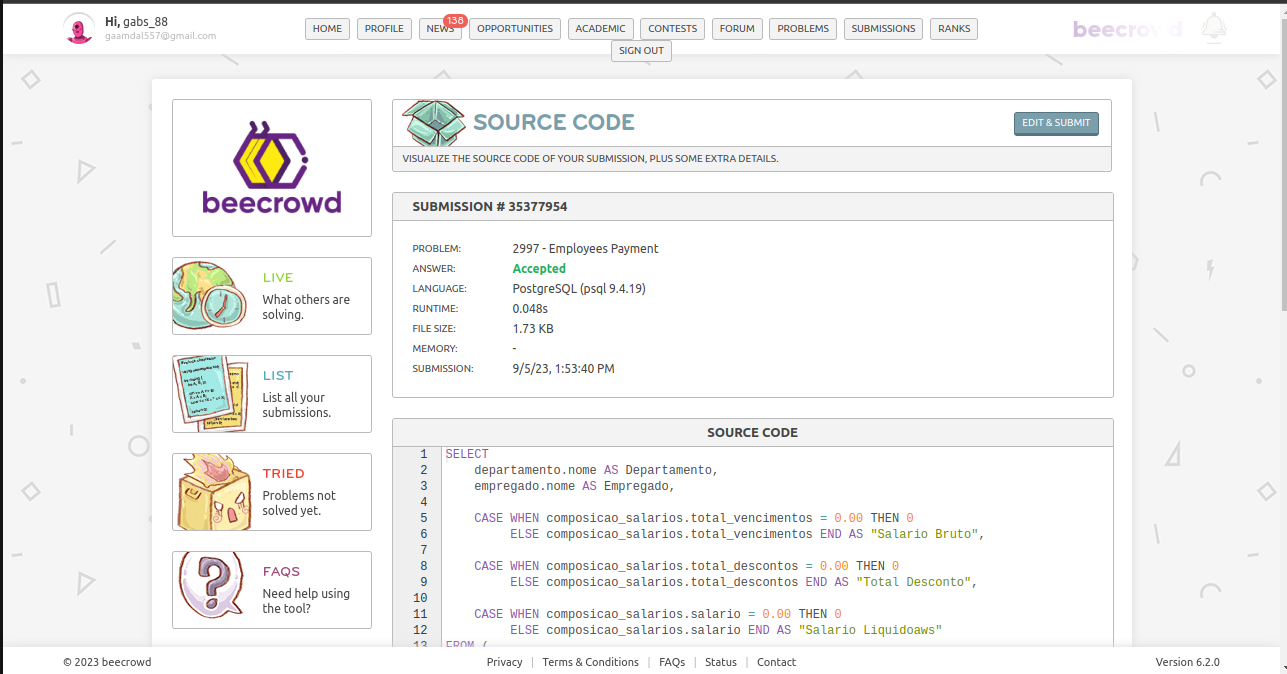 Hi, gabs_88
gaamdal557@gmail.com
HOME
PROFILE
NEWS
138
OPPORTUNITIES
ACADEMIC
CONTESTS
FORUM
PROBLEMS
SUBMISSIONS
RANKS
SIGN OUT
beecrowd
beecrowd
LIVE
What others are
solving.
LIST
List all your
submissions.
TRIED
Problems not
solved yet.
FAQS
Need help using
the tool?
SOURCE CODE
EDIT & SUBMIT
VISUALIZE THE SOURCE CODE OF YOUR SUBMISSION, PLUS SOME EXTRA DETAILS.
SUBMISSION # 35377954
PROBLEM: 2997 - Employees Payment
ANSWER: Accepted
LANGUAGE: PostgreSQL (psql 9.4.19)
RUNTIME: 0.048s
FILE SIZE: 1.73 KB
MEMORY: -
SUBMISSION: 9/5/23, 1:53:40 PM
SOURCE CODE
1 SELECT
2 departamento.nome AS Departamento,
3 empregado.nome AS Empregado,
4
5 CASE WHEN composicao_salarios.total_vencimentos = 0.00 THEN 0
6 ELSE composicao_salarios.total_vencimentos END AS "Salario Bruto",
7
8 CASE WHEN composicao_salarios.total_descontos = 0.00 THEN 0
9 ELSE composicao_salarios.total_descontos END AS "Total Desconto",
10
11 CASE WHEN composicao_salarios.salario = 0.00 THEN 0
12 ELSE composicao_salarios.salario END AS "Salario Liquidoaws"
13 FROM (
© 2023 beecrowd
Privacy | Terms & Conditions | FAQs | Status | Contact
Version 6.2.0